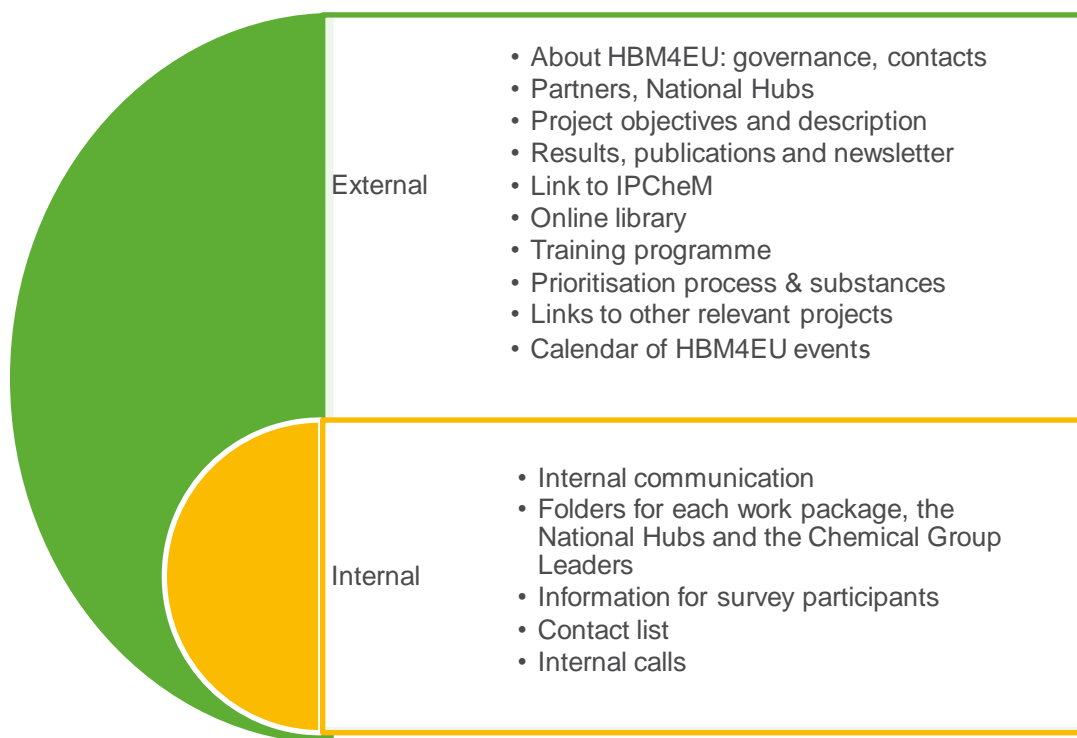 External
• About HBM4EU: governance, contacts
• Partners, National Hubs
• Project objectives and description
• Results, publications and newsletter
• Link to IPCheM
• Online library
• Training programme
• Prioritisation process & substances
• Links to other relevant projects
• Calendar of HBM4EU events
Internal
• Internal communication
• Folders for each work package, the
National Hubs and the Chemical Group
Leaders
• Information for survey participants
• Contact list
• Internal calls